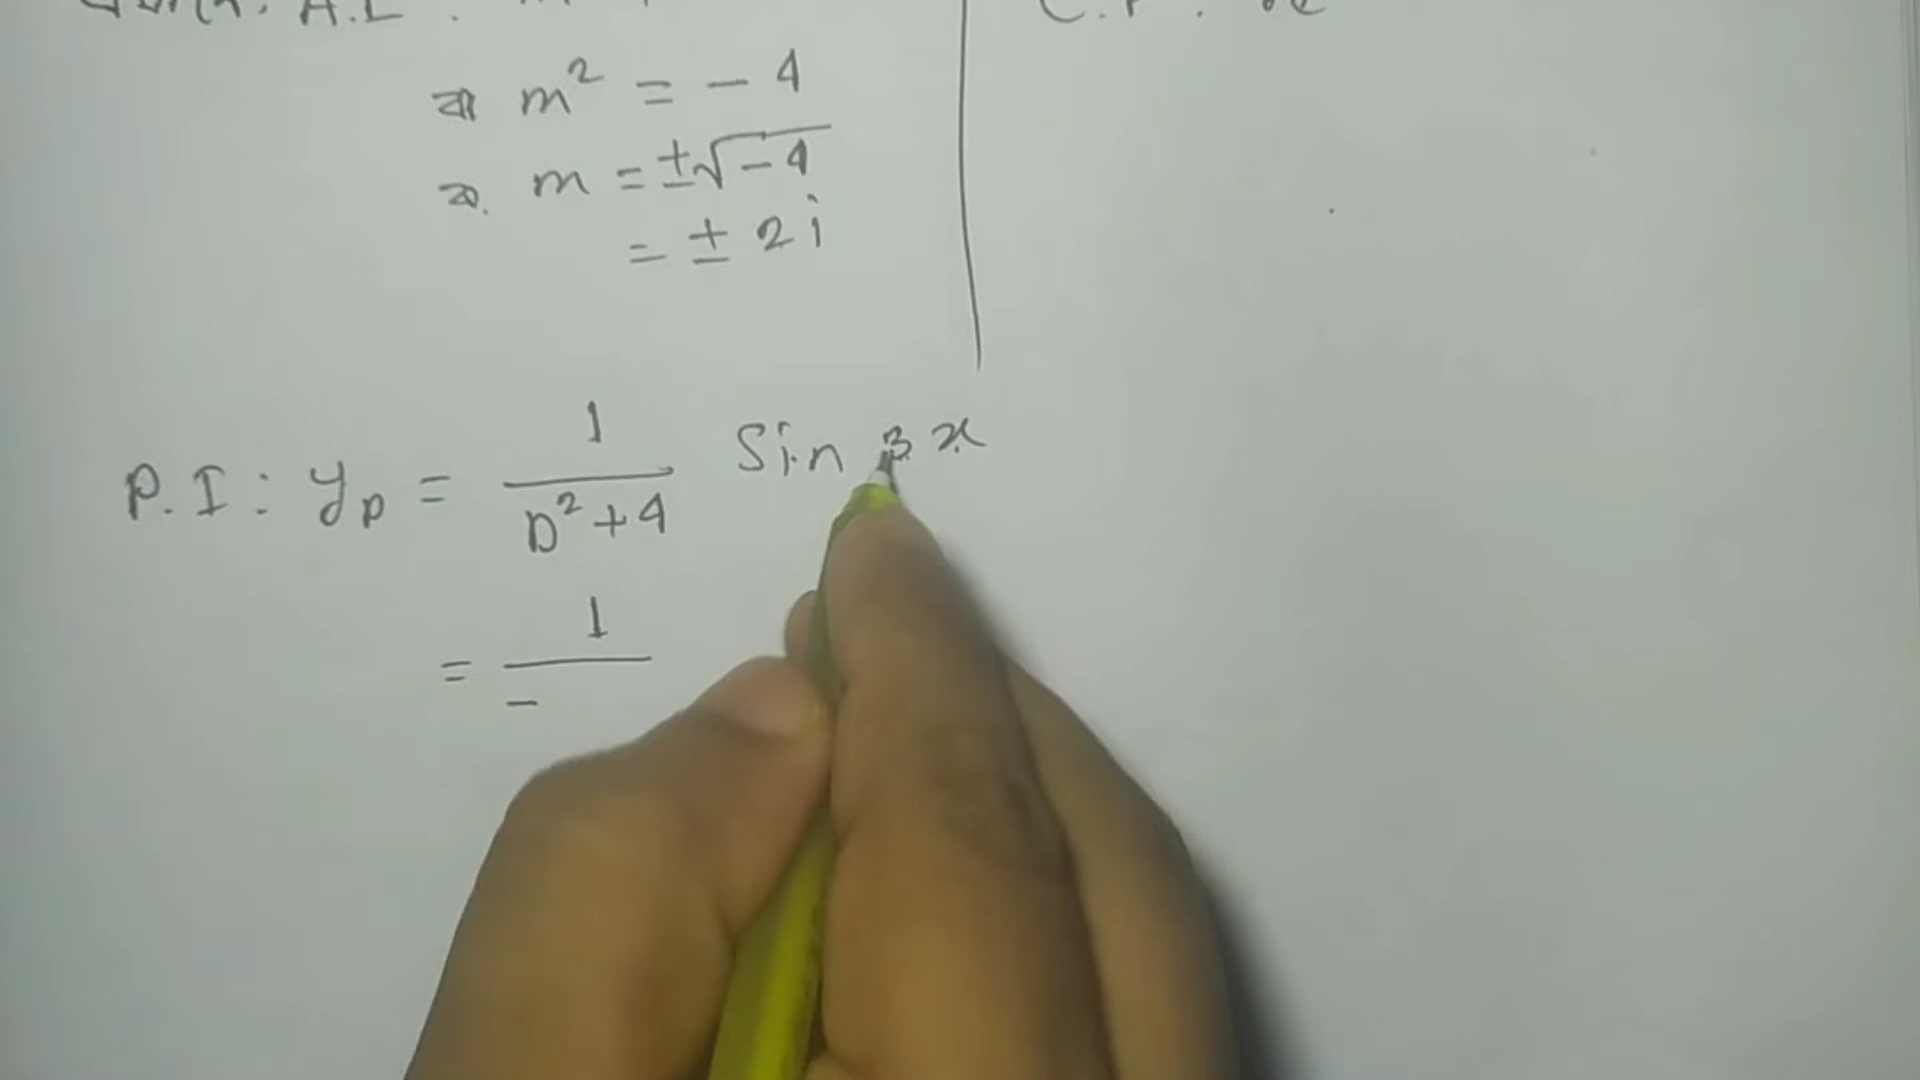 বা m² = - 4
বা m = ±√-4
= ± 2i
P.I : yₚ = 1/(D²+4) Sin 3x
= 1/-